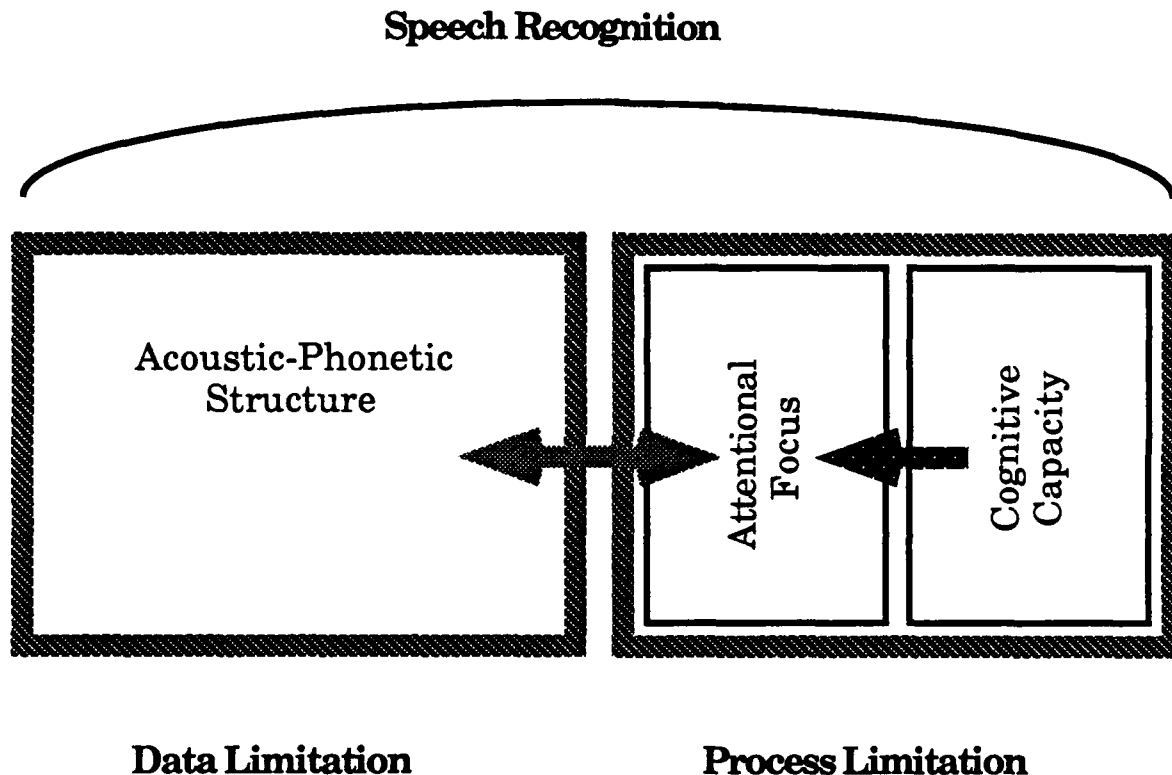 Speech Recognition
Acoustic-Phonetic
Structure
Attentional
Focus
Cognitive
Capacity
Data Limitation
Process Limitation